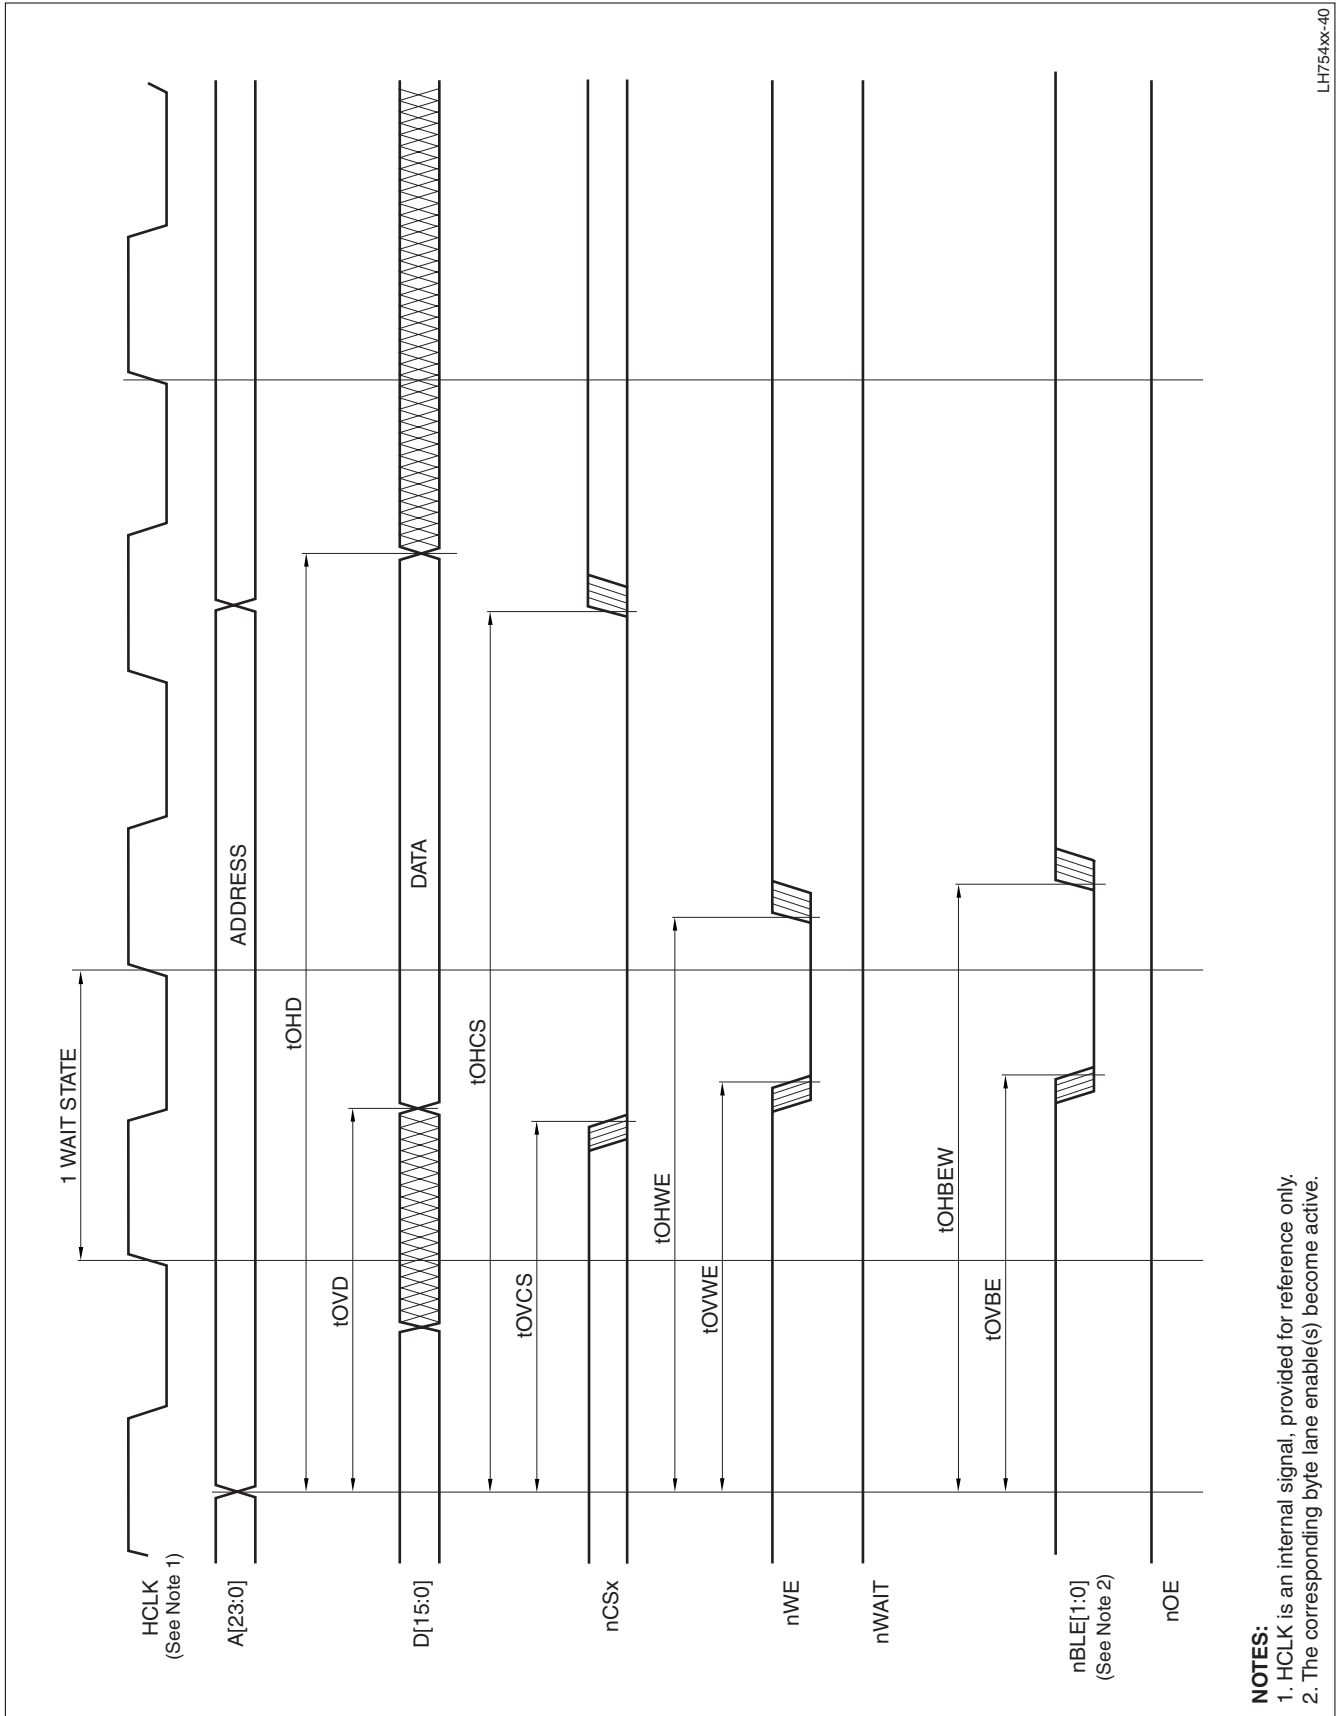 1 WAIT STATE
HCLK
(See Note 1)
A[23:0]
ADDRESS
tOHD
tOVD
D[15:0]
DATA
tOHCS
tOVCS
nCSx
tOHWE
tOVWE
nWE
nWAIT
tOHBEW
tOVBE
nBLE[1:0]
(See Note 2)
nOE
NOTES:
1. HCLK is an internal signal, provided for reference only.
2. The corresponding byte lane enable(s) become active.
LH754xx-40